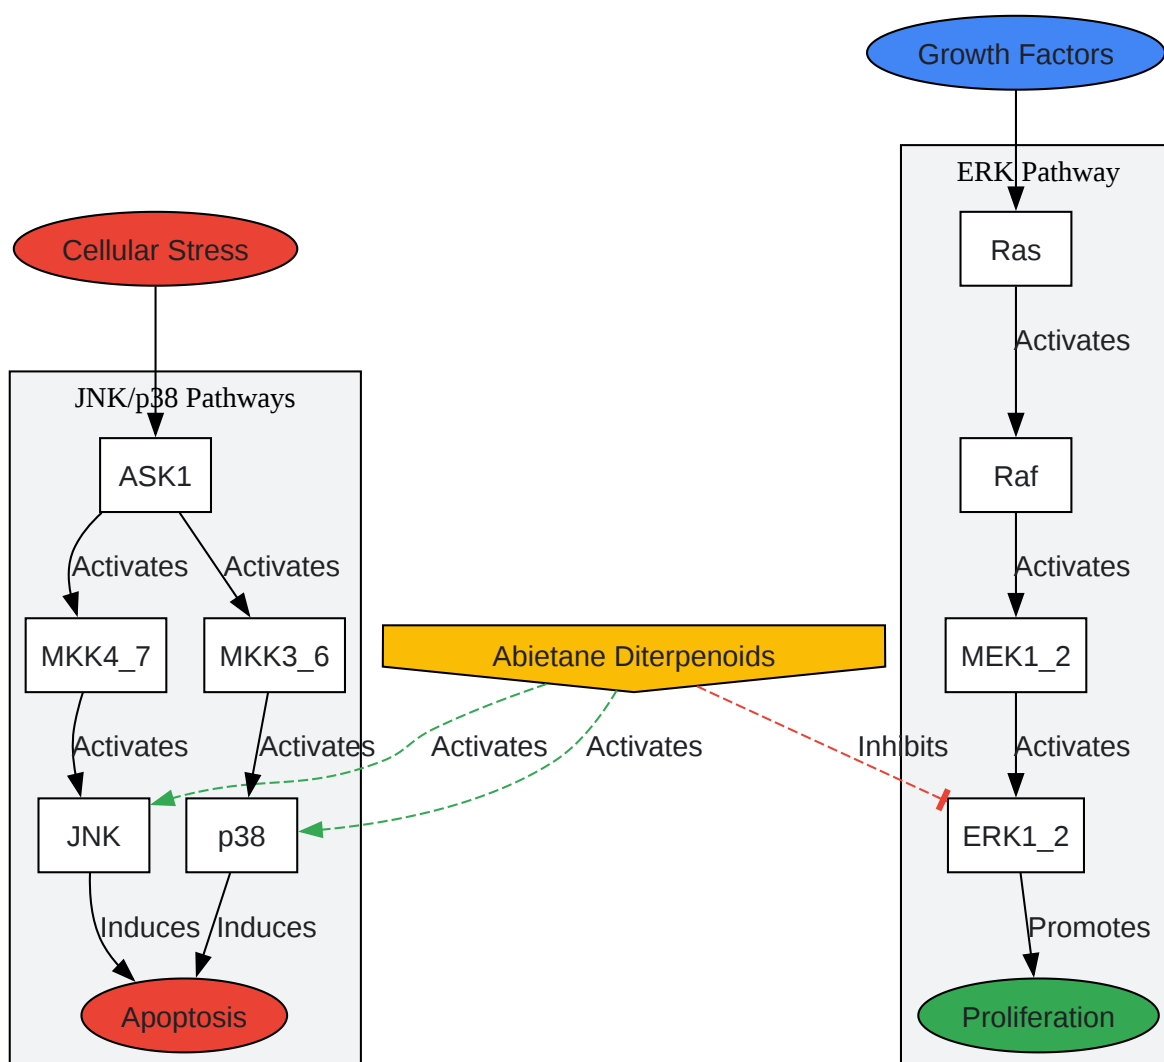 Growth Factors
ERK Pathway
Cellular Stress
Ras
Activates
JNK/p38 Pathways
ASK1
Raf
Activates
Activates
Activates
MKK4_7
MKK3_6
Abietane Diterpenoids
MEK1_2
Activates
Activates
Activates
Activates
Inhibits
Activates
JNK
p38
ERK1_2
Induces
Induces
Promotes
Apoptosis
Proliferation